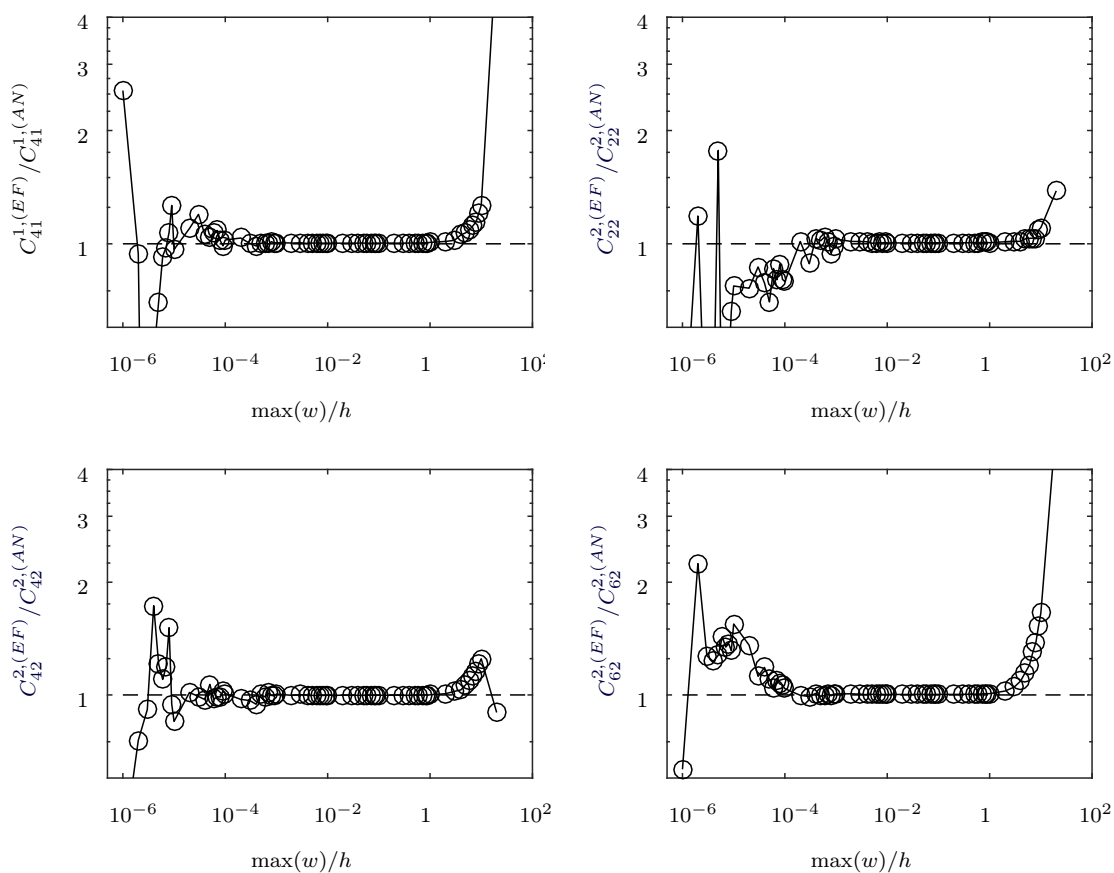 4
3
2
1
C_{41}^{1,(EF)}/C_{41}^{1,(AN)}
10^{-6} 10^{-4} 10^{-2} 1 10^{2}
max(w)/h
4
3
2
1
C_{22}^{2,(EF)}/C_{22}^{2,(AN)}
10^{-6} 10^{-4} 10^{-2} 1 10^{2}
max(w)/h
4
3
2
1
C_{42}^{2,(EF)}/C_{42}^{2,(AN)}
10^{-6} 10^{-4} 10^{-2} 1 10^{2}
max(w)/h
4
3
2
1
C_{62}^{2,(EF)}/C_{62}^{2,(AN)}
10^{-6} 10^{-4} 10^{-2} 1 10^{2}
max(w)/h